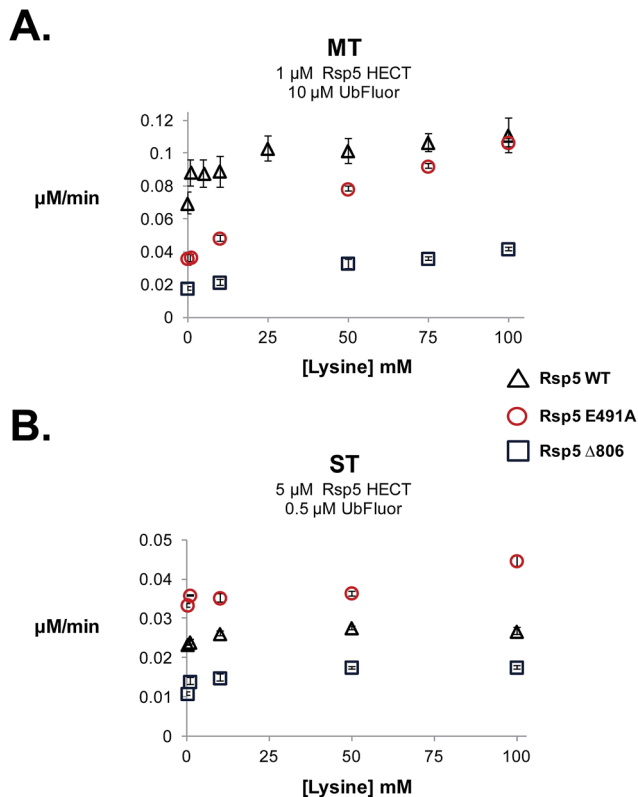 A.
MT
1 µM Rsp5 HECT
10 µM UbFluor
0.12
0.1
0.08
µM/min
0.06
0.04
0.02
0
0 25 50 75 100
[Lysine] mM
Rsp5 WT
Rsp5 E491A
Rsp5 ∆806
B.
ST
5 µM Rsp5 HECT
0.5 µM UbFluor
0.05
0.04
µM/min
0.03
0.02
0.01
0
0 25 50 75 100
[Lysine] mM